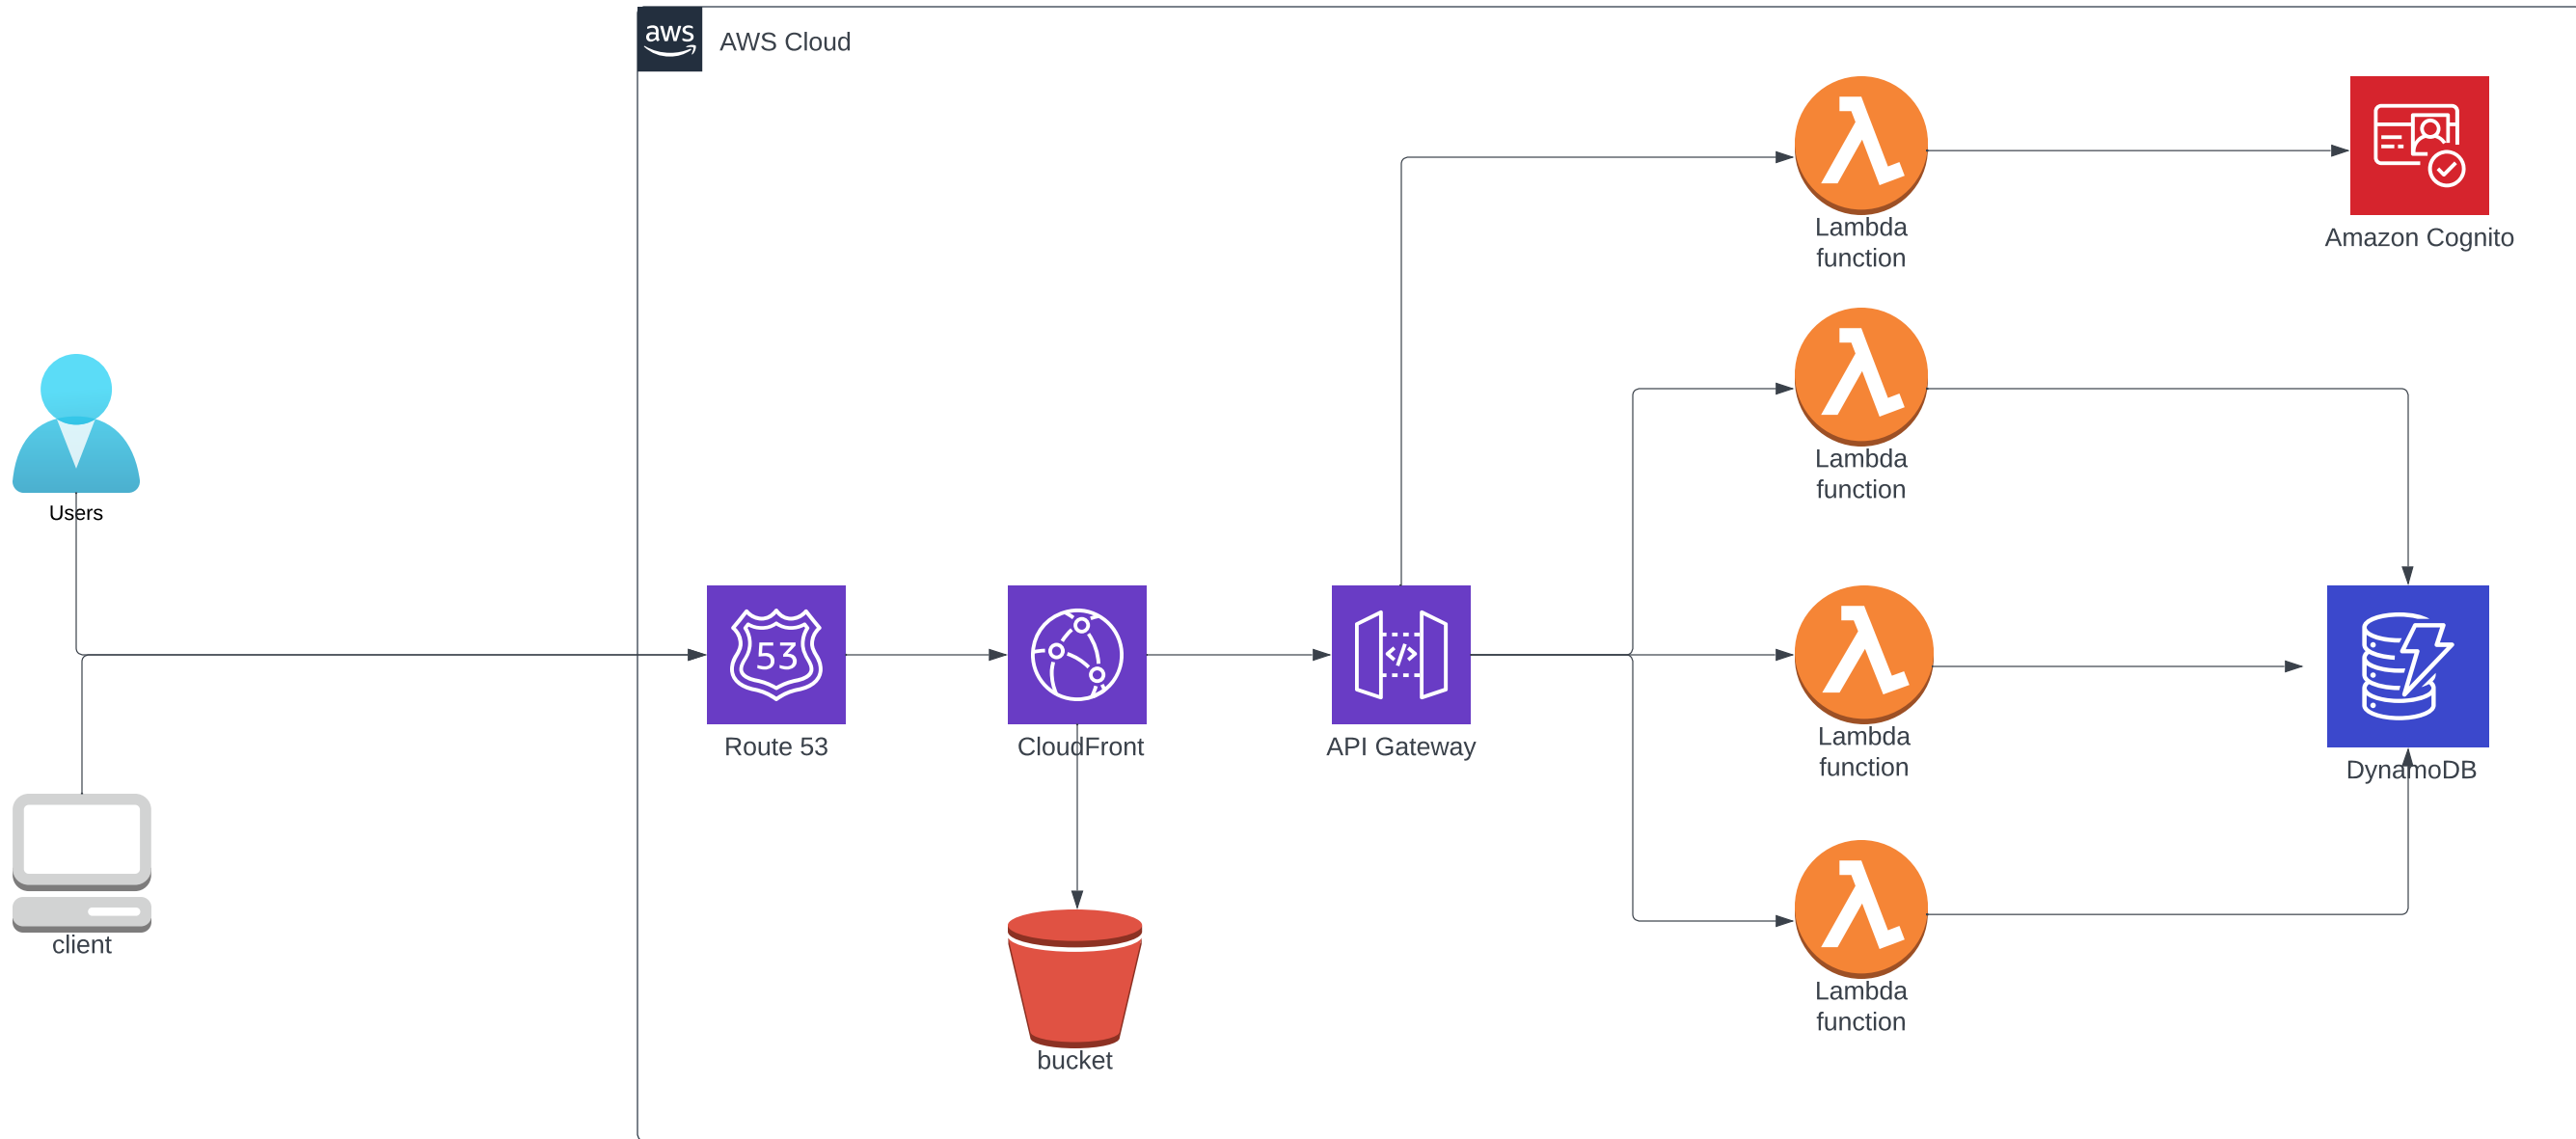 aws
AWS Cloud
Lambda
function
Amazon Cognito
Lambda
function
Users
53
Route 53
CloudFront
API Gateway
Lambda
function
DynamoDB
client
bucket
Lambda
function